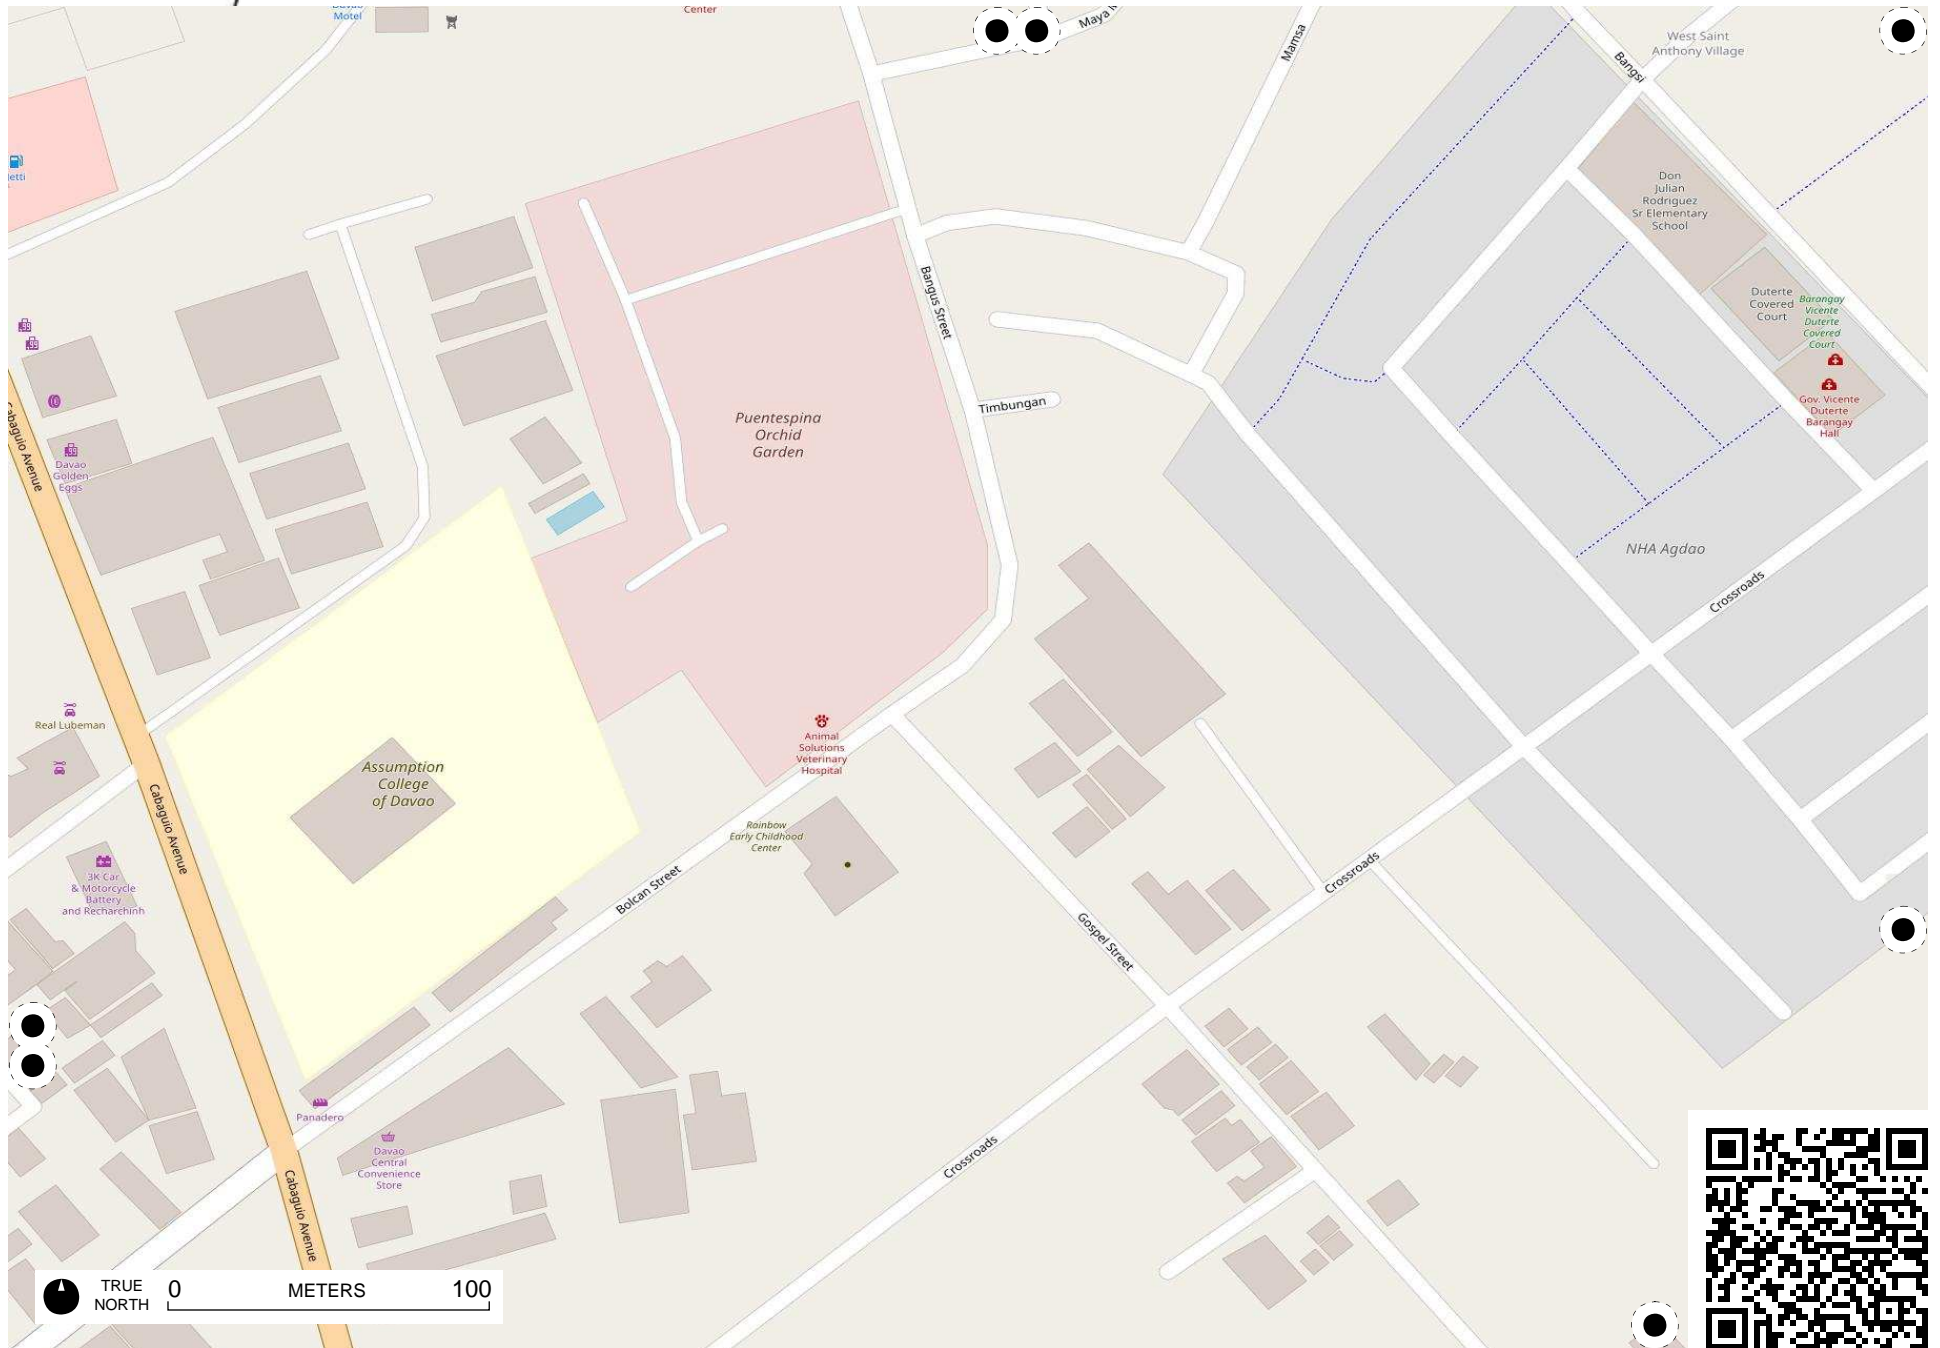 Motel
Center
Maya
Mamsa
Bangsi
West Saint
Anthony Village
Don
Julian
Rodriguez
Sr Elementary
School
Duterte
Covered
Court
Barangay
Vicente
Duterte
Covered
Court
Gov. Vicente
Duterte
Barangay
Hall
Bangus Street
Timbungan
Puentespina
Orchid
Garden
Cabaguio Avenue
Davao
Golden
Eggs
NHA Agdao
Crossroads
Real Lubeman
Animal
Solutions
Veterinary
Hospital
Assumption
College
of Davao
Cabaguio Avenue
Rainbow
Early Childhood
Center
3K Car
& Motorcycle
Battery
and Recharchinh
Bolcan Street
Crossroads
Gospel Street
Panadero
Davao
Central
Convenience
Store
Crossroads
Cabaguio Avenue
TRUE
NORTH
0 METERS 100